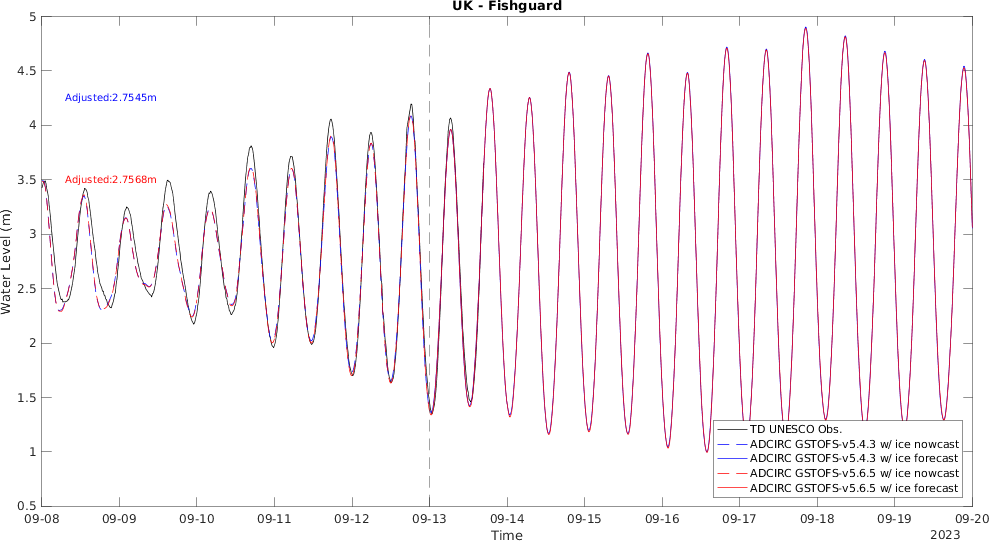 UK - Fishguard
5
4.5
4
3.5
3
2.5
2
1.5
1
0.5
Water Level (m)
Adjusted:2.7545m
Adjusted:2.7568m
TD UNESCO Obs.
ADCIRC GSTOFS-v5.4.3 w/ ice nowcast
ADCIRC GSTOFS-v5.4.3 w/ ice forecast
ADCIRC GSTOFS-v5.6.5 w/ ice nowcast
ADCIRC GSTOFS-v5.6.5 w/ ice forecast
09-08 09-09 09-10 09-11 09-12 09-13 09-14 09-15 09-16 09-17 09-18 09-19 09-20
Time
2023